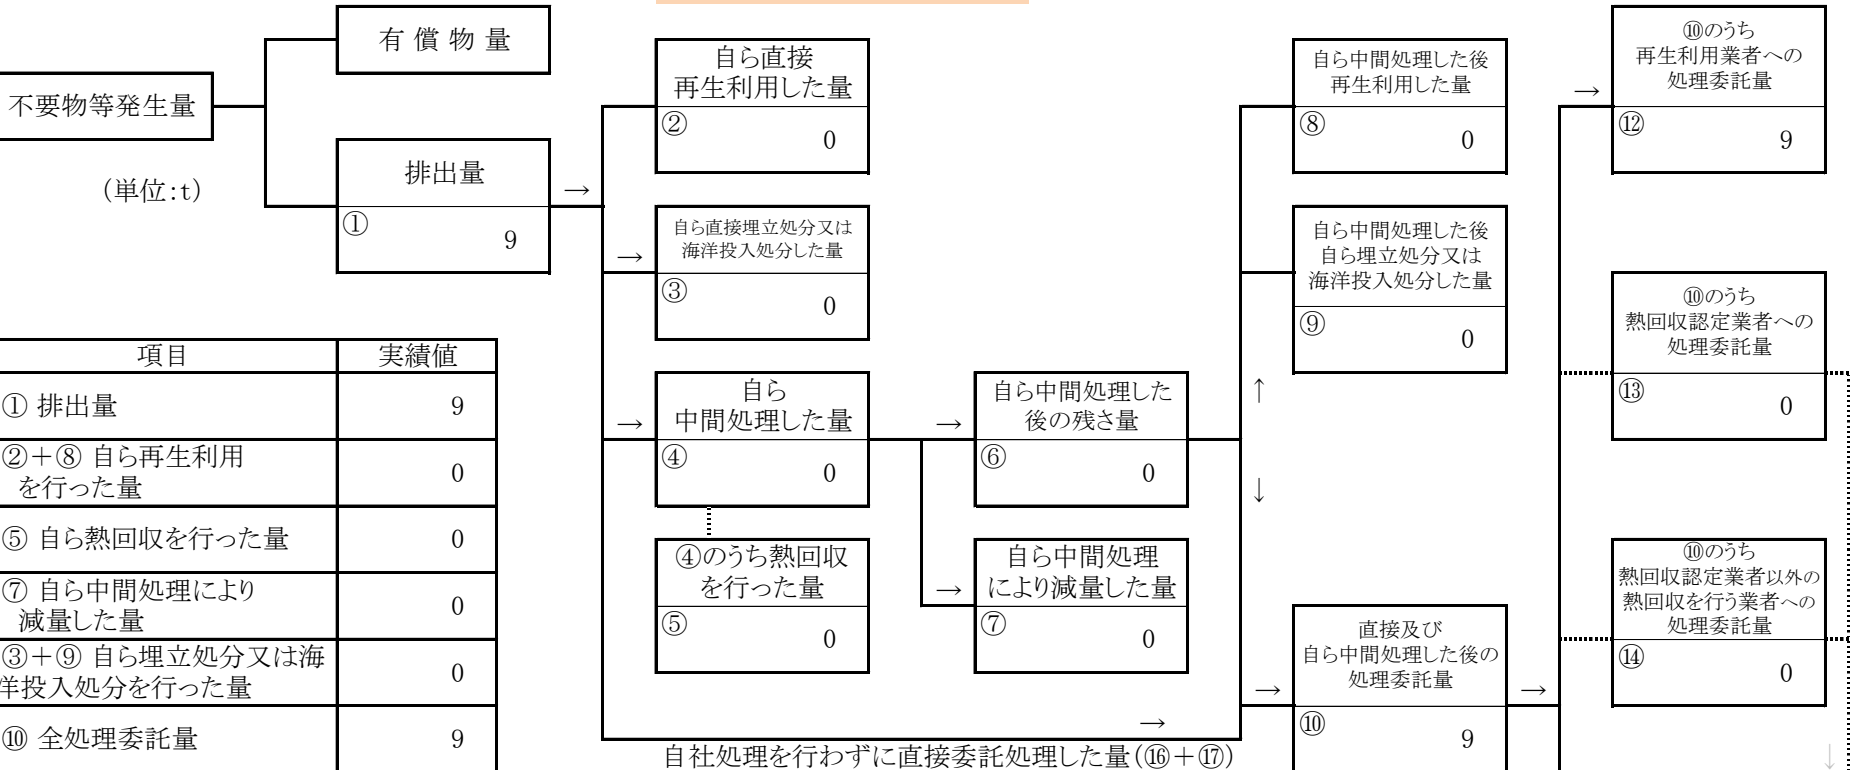 有 償 物 量
不要物等発生量
（単位：t）
排出量
①
9
→
自ら直接
再生利用した量
②
0
→
自ら直接埋立処分又は
海洋投入処分した量
③
0
→
自ら
中間処理した量
④
0
④のうち熱回収
を行った量
⑤
0
→
自ら中間処理した
後の残さ量
⑥
0
→
自ら中間処理
により減量した量
⑦
0
↑
↓
自ら中間処理した後
再生利用した量
⑧
0
自ら中間処理した後
自ら埋立処分又は
海洋投入処分した量
⑨
0
→
自社処理を行わずに直接委託処理した量（⑯＋⑰）
→
直接及び
自ら中間処理した後の
処理委託量
⑩
9
→
→
⑩のうち
再生利用業者への
処理委託量
⑫
9
⑩のうち
熱回収認定業者への
処理委託量
⑬
0
⑩のうち
熱回収認定業者以外の
熱回収を行う業者への
処理委託量
⑭
0
↓
項目 実績値
① 排出量 9
②＋⑧ 自ら再生利用
を行った量 0
⑤ 自ら熱回収を行った量 0
⑦ 自ら中間処理により
減量した量 0
③＋⑨ 自ら埋立処分又は海
洋投入処分を行った量 0
⑩ 全処理委託量 9